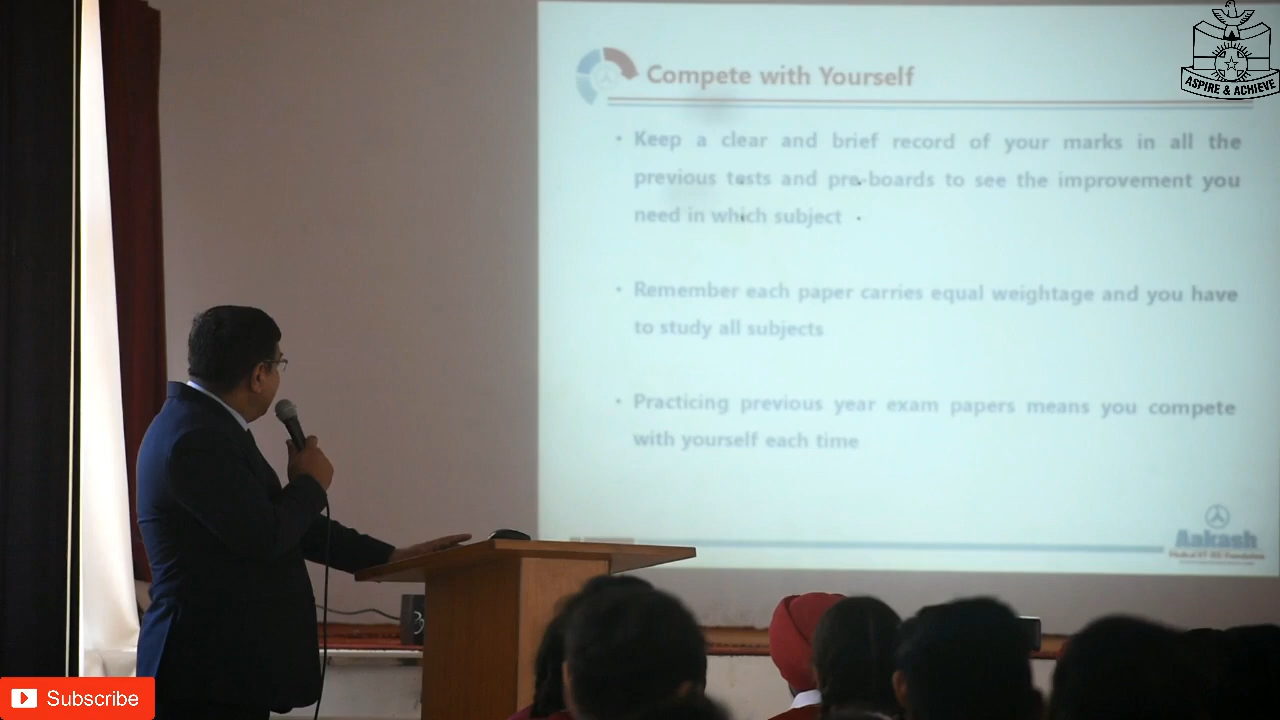 ASPIRE & ACHIEVE
Compete with Yourself
• Keep a clear and brief record of your marks in all the
previous tests and pre-boards to see the improvement you
need in which subject
• Remember each paper carries equal weightage and you have
to study all subjects
• Practicing previous year exam papers means you compete
with yourself each time
Aakash
Subscribe